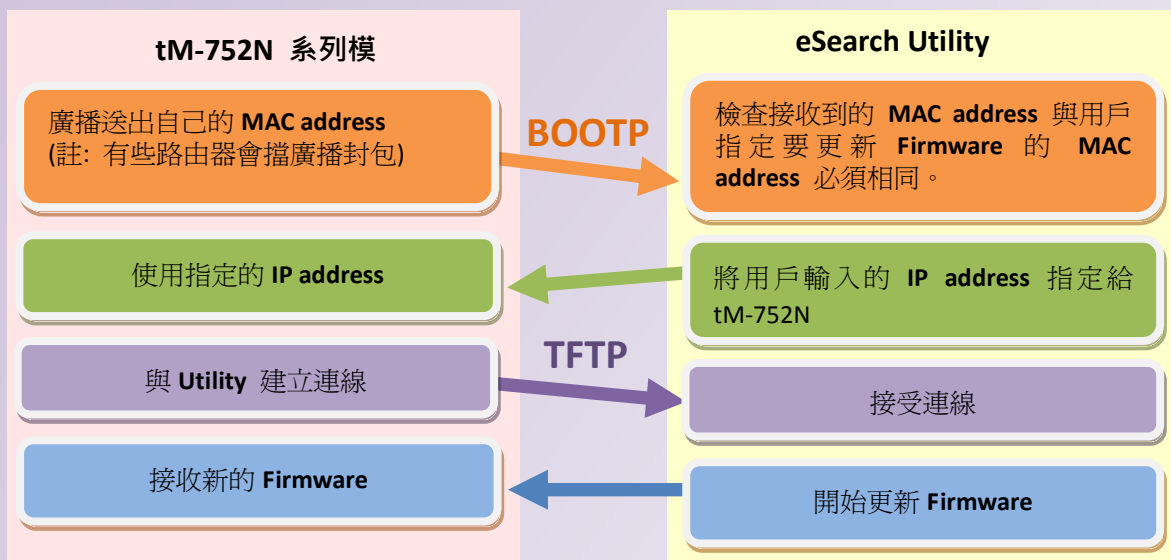 tM-752N 系列模
eSearch Utility
廣播送出自己的 MAC address
(註: 有些路由器會擋廣播封包)
BOOTP
檢查接收到的 MAC address 與用戶
指定要更新 Firmware 的 MAC
address 必須相同。
使用指定的 IP address
將用戶輸入的 IP address 指定給
tM-752N
TFTP
與 Utility 建立連線
接受連線
接收新的 Firmware
開始更新 Firmware